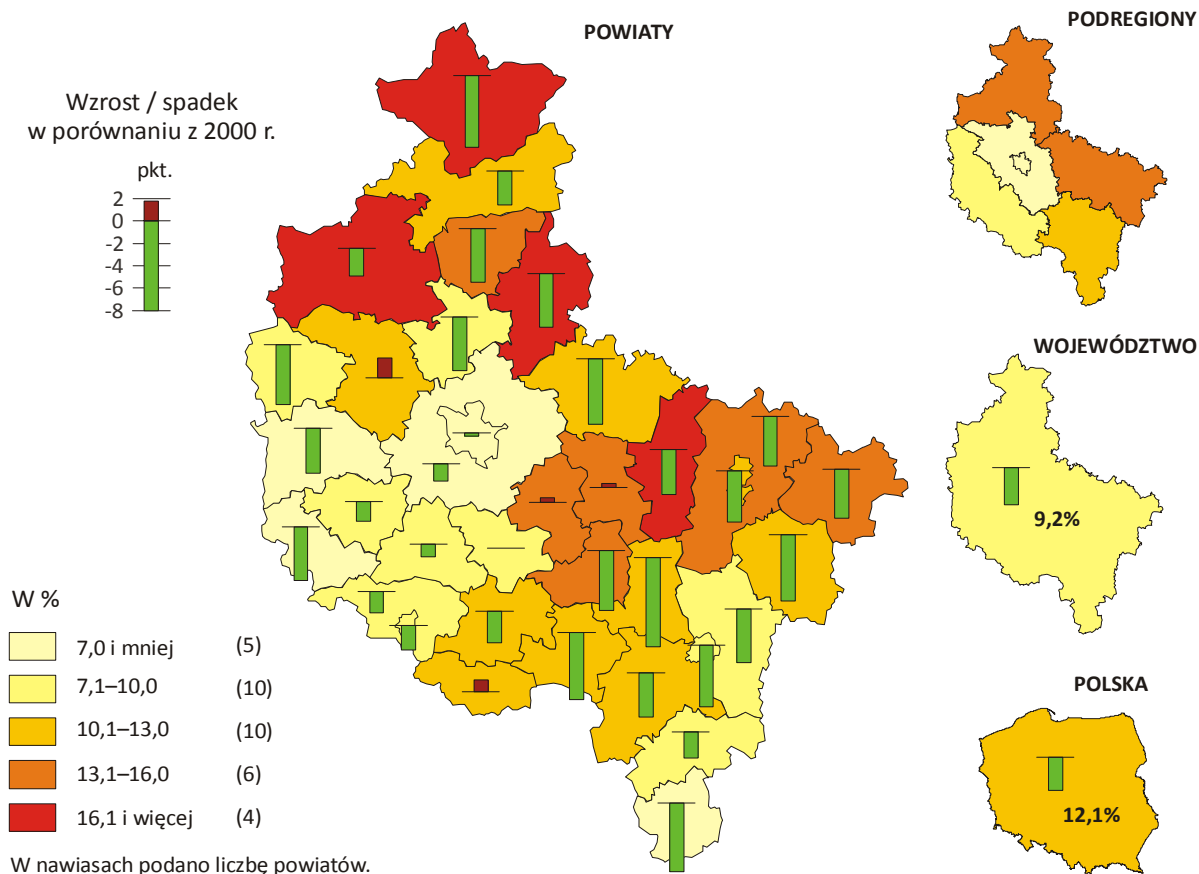 POWIATY
PODREGIONY
Wzrost / spadek
w porównaniu z 2000 r.
pkt.
2
0
-2
-4
-6
-8
WOJEWÓDZTWO
9,2%
W %
7,0 i mniej (5)
7,1–10,0 (10)
10,1–13,0 (10)
13,1–16,0 (6)
16,1 i więcej (4)
W nawiasach podano liczbę powiatów.
POLSKA
12,1%